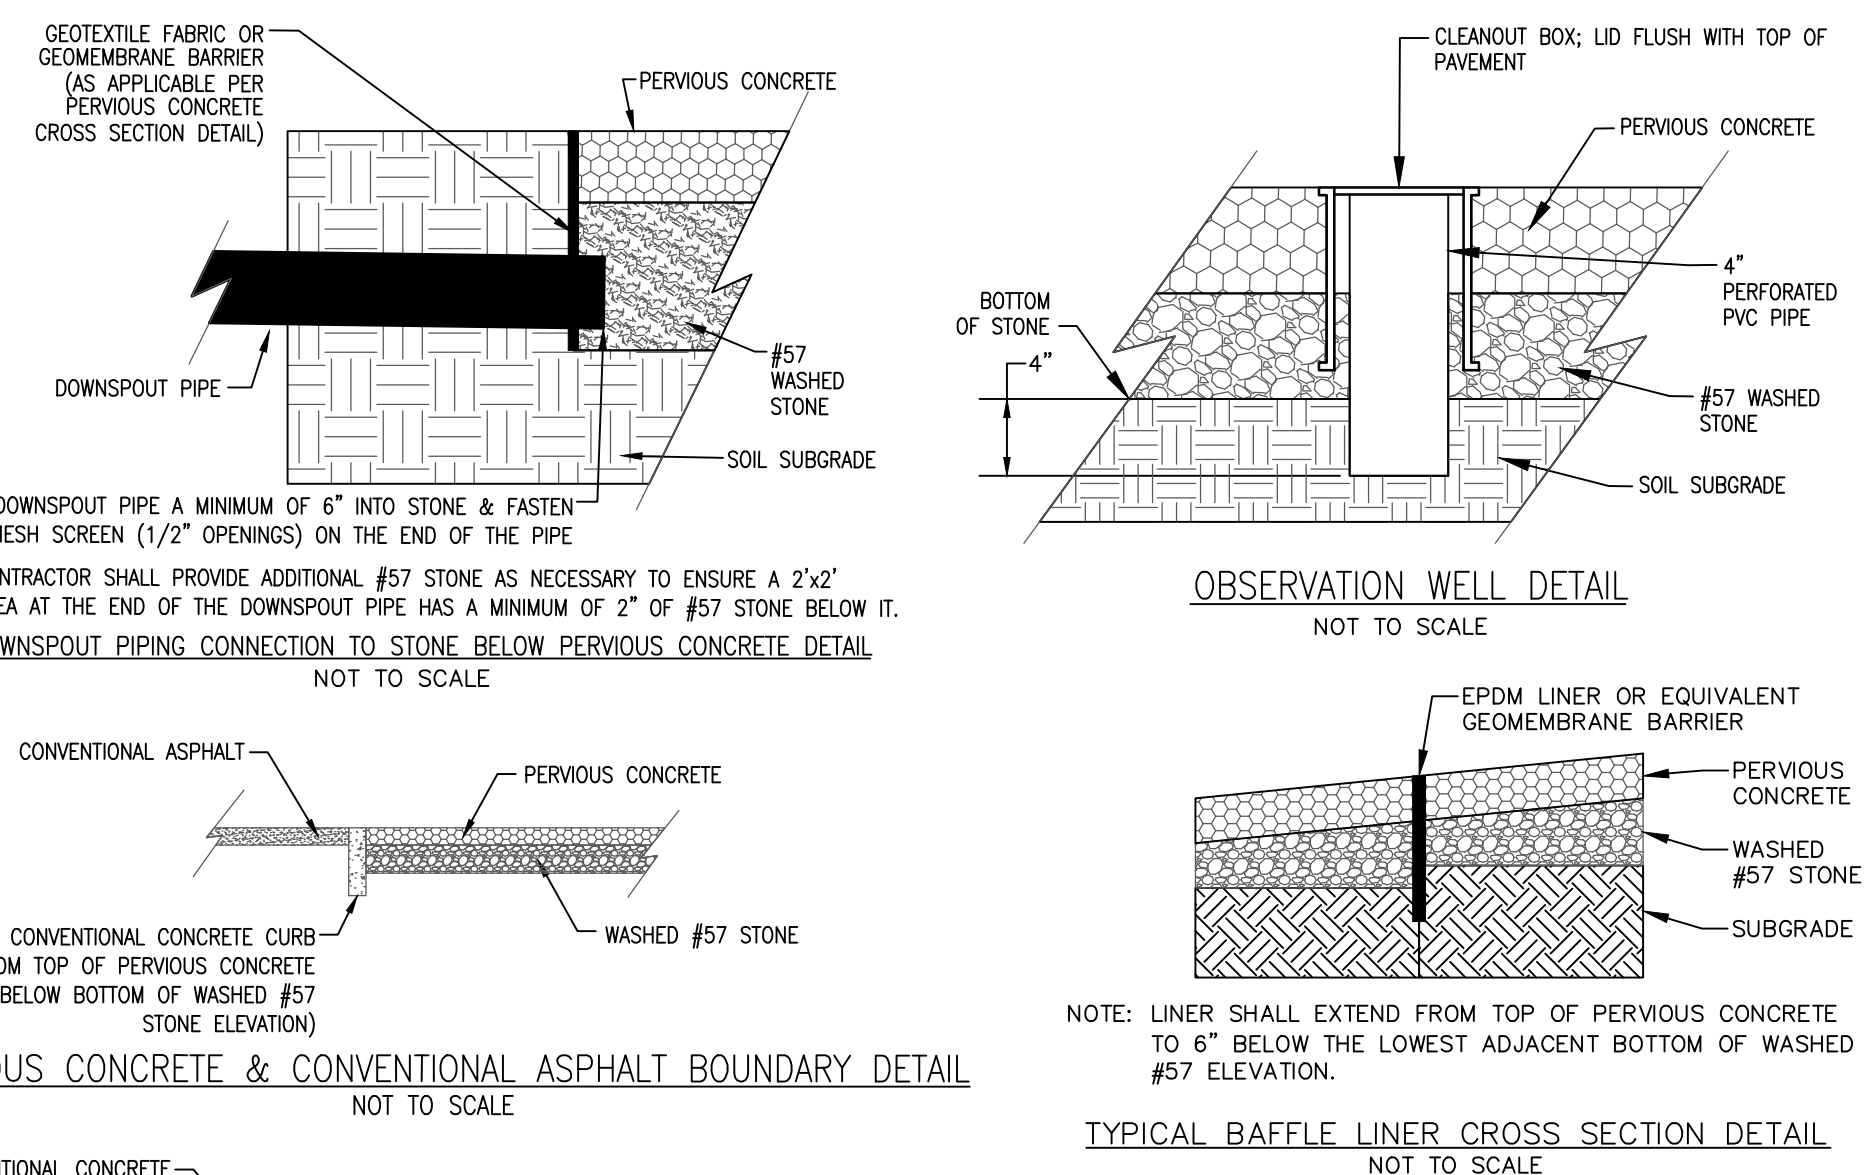 GEOTEXTILE FABRIC OR
GEOMEMBRANE BARRIER
(AS APPLICABLE PER
PERVIOUS CONCRETE
CROSS SECTION DETAIL)
PERVIOUS CONCRETE
#57
WASHED
STONE
DOWNSPOUT PIPE
SOIL SUBGRADE
DOWNSPOUT PIPE A MINIMUM OF 6" INTO STONE & FASTEN
MESH SCREEN (1/2" OPENINGS) ON THE END OF THE PIPE
NTRACTOR SHALL PROVIDE ADDITIONAL #57 STONE AS NECESSARY TO ENSURE A 2'x2'
EA AT THE END OF THE DOWNSPOUT PIPE HAS A MINIMUM OF 2" OF #57 STONE BELOW IT.
WNSPOUT PIPING CONNECTION TO STONE BELOW PERVIOUS CONCRETE DETAIL
NOT TO SCALE
CLEANOUT BOX; LID FLUSH WITH TOP OF
PAVEMENT
PERVIOUS CONCRETE
4"
PERFORATED
PVC PIPE
BOTTOM
OF STONE
4"
#57 WASHED
STONE
SOIL SUBGRADE
OBSERVATION WELL DETAIL
NOT TO SCALE
CONVENTIONAL ASPHALT
PERVIOUS CONCRETE
CONVENTIONAL CONCRETE CURB
OM TOP OF PERVIOUS CONCRETE
BELOW BOTTOM OF WASHED #57
STONE ELEVATION)
WASHED #57 STONE
OUS CONCRETE & CONVENTIONAL ASPHALT BOUNDARY DETAIL
NOT TO SCALE
EPDM LINER OR EQUIVALENT
GEOMEMBRANE BARRIER
PERVIOUS
CONCRETE
WASHED
#57 STONE
SUBGRADE
NOTE: LINER SHALL EXTEND FROM TOP OF PERVIOUS CONCRETE
TO 6" BELOW THE LOWEST ADJACENT BOTTOM OF WASHED
#57 ELEVATION.
TYPICAL BAFFLE LINER CROSS SECTION DETAIL
NOT TO SCALE
NTIONAL CONCRETE